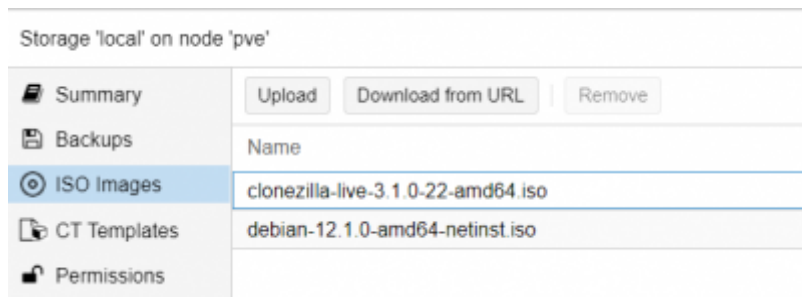 Storage 'local' on node 'pve'
Summary
Backups
ISO Images
CT Templates
Permissions
Upload Download from URL Remove
Name
clonezilla-live-3.1.0-22-amd64.iso
debian-12.1.0-amd64-netinst.iso